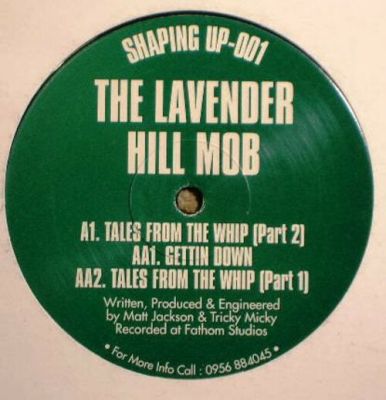 SHAPING UP-001
THE LAVENDER
HILL MOB
A1. TALES FROM THE WHIP (Part 2)
AA1. GETTIN DOWN
AA2. TALES FROM THE WHIP (Part 1)
Written, Produced & Engineered
by Matt Jackson & Tricky Micky
Recorded at Fathom Studios
• For More Info Call : 0956 884045 •